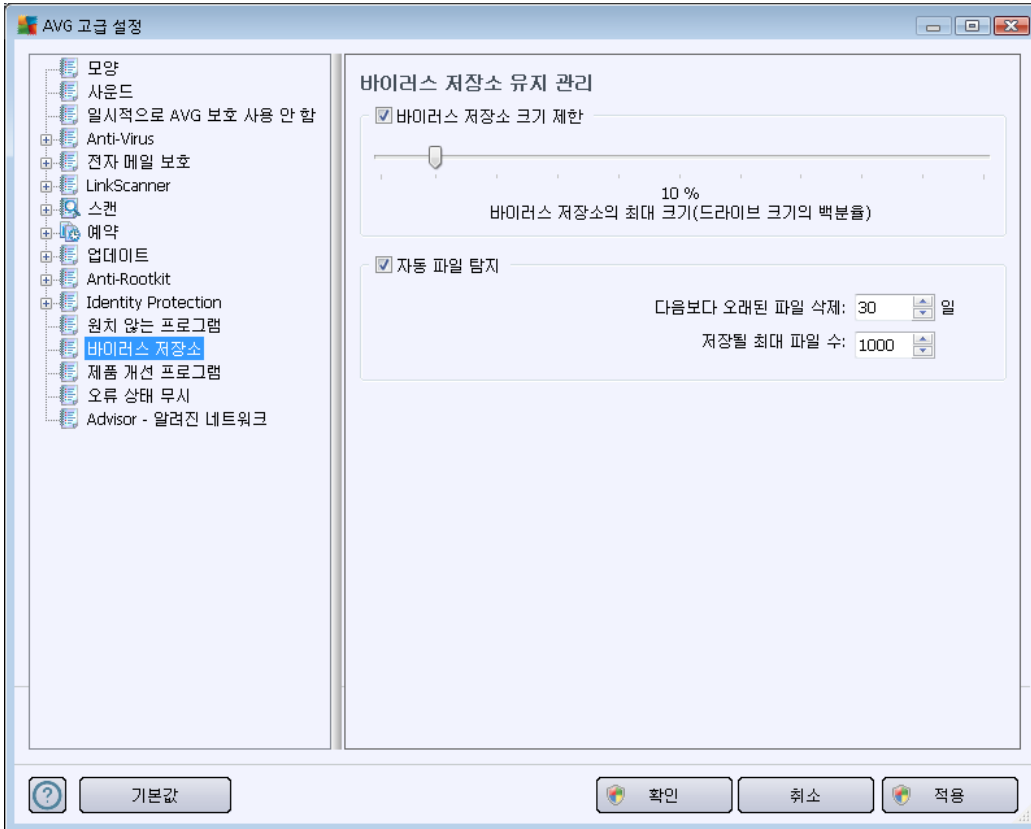 AVG 고급 설정
모양
사운드
일시적으로 AVG 보호 사용 안 함
Anti-Virus
전자 메일 보호
LinkScanner
스캔
예약
업데이트
Anti-Rootkit
Identity Protection
원치 않는 프로그램
바이러스 저장소
제품 개선 프로그램
오류 상태 무시
Advisor - 알려진 네트워크
바이러스 저장소 유지 관리
바이러스 저장소 크기 제한
10 %
바이러스 저장소의 최대 크기(드라이브 크기의 백분율)
자동 파일 탐지
다음보다 오래된 파일 삭제: 30 일
저장될 최대 파일 수: 1000
기본값
확인
취소
적용